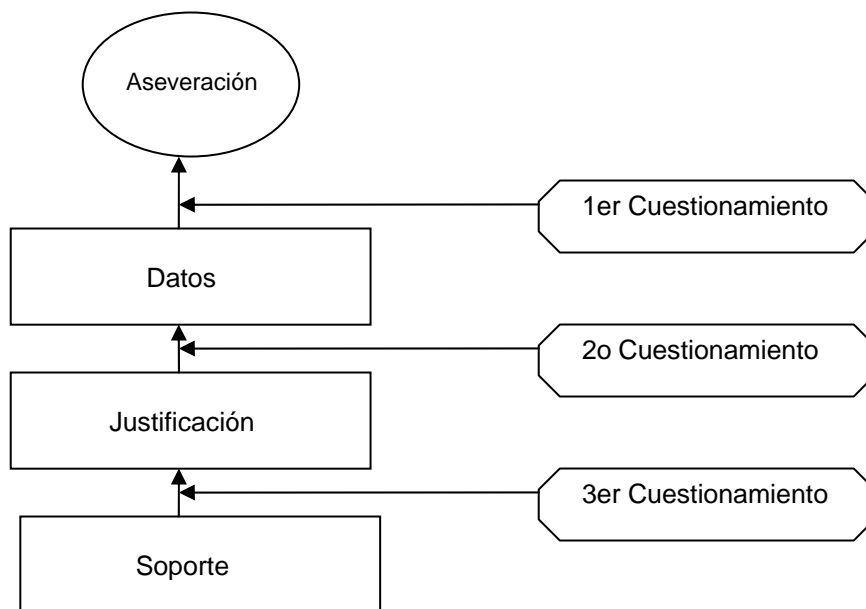 Aseveración
1er Cuestionamiento
Datos
2o Cuestionamiento
Justificación
3er Cuestionamiento
Soporte